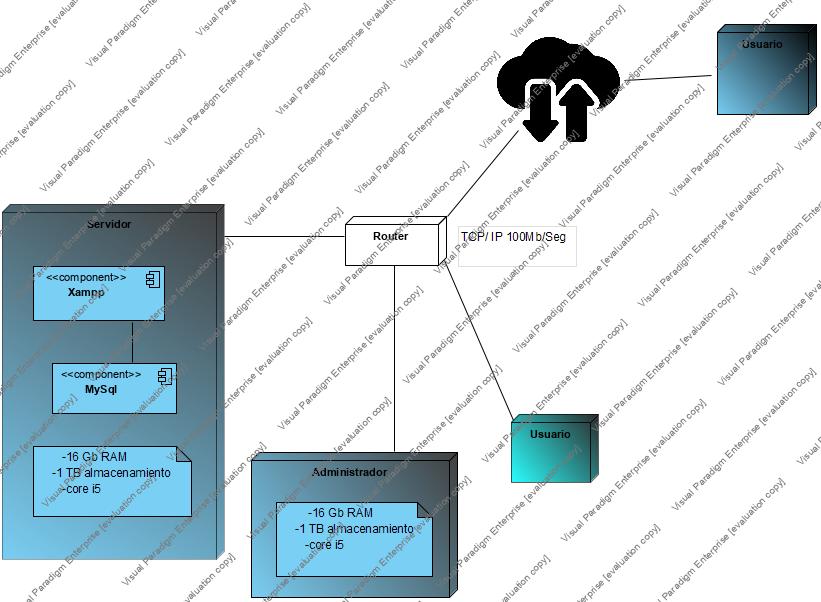 Usuario
Servidor
Router
TCP/ IP 100Mb/Seg
<<component>>
Xampp
<<component>>
MySql
-16 Gb RAM
-1 TB almacenamiento
-core i5
Usuario
Administrador
-16 Gb RAM
-1 TB almacenamiento
-core i5
Visual Paradigm Enterprise [evaluation copy]